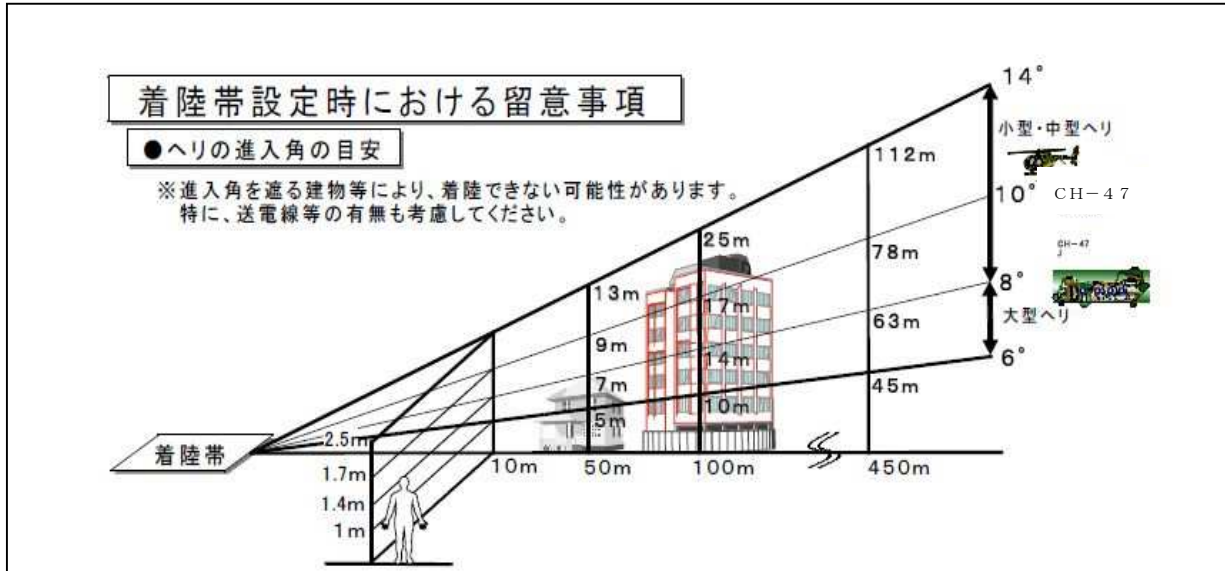 着陸帯設定時における留意事項
●ヘリの進入角の目安
※進入角を遮る建物等により、着陸できない可能性があります。
特に、送電線等の有無も考慮してください。
14°
小型・中型ヘリ
10°
CH-47
CH-47
J
8°
大型ヘリ
6°
112m
78m
63m
45m
25m
17m
14m
10m
13m
9m
7m
5m
2.5m
1.7m
1.4m
1m
着陸帯
10m
50m
100m
450m